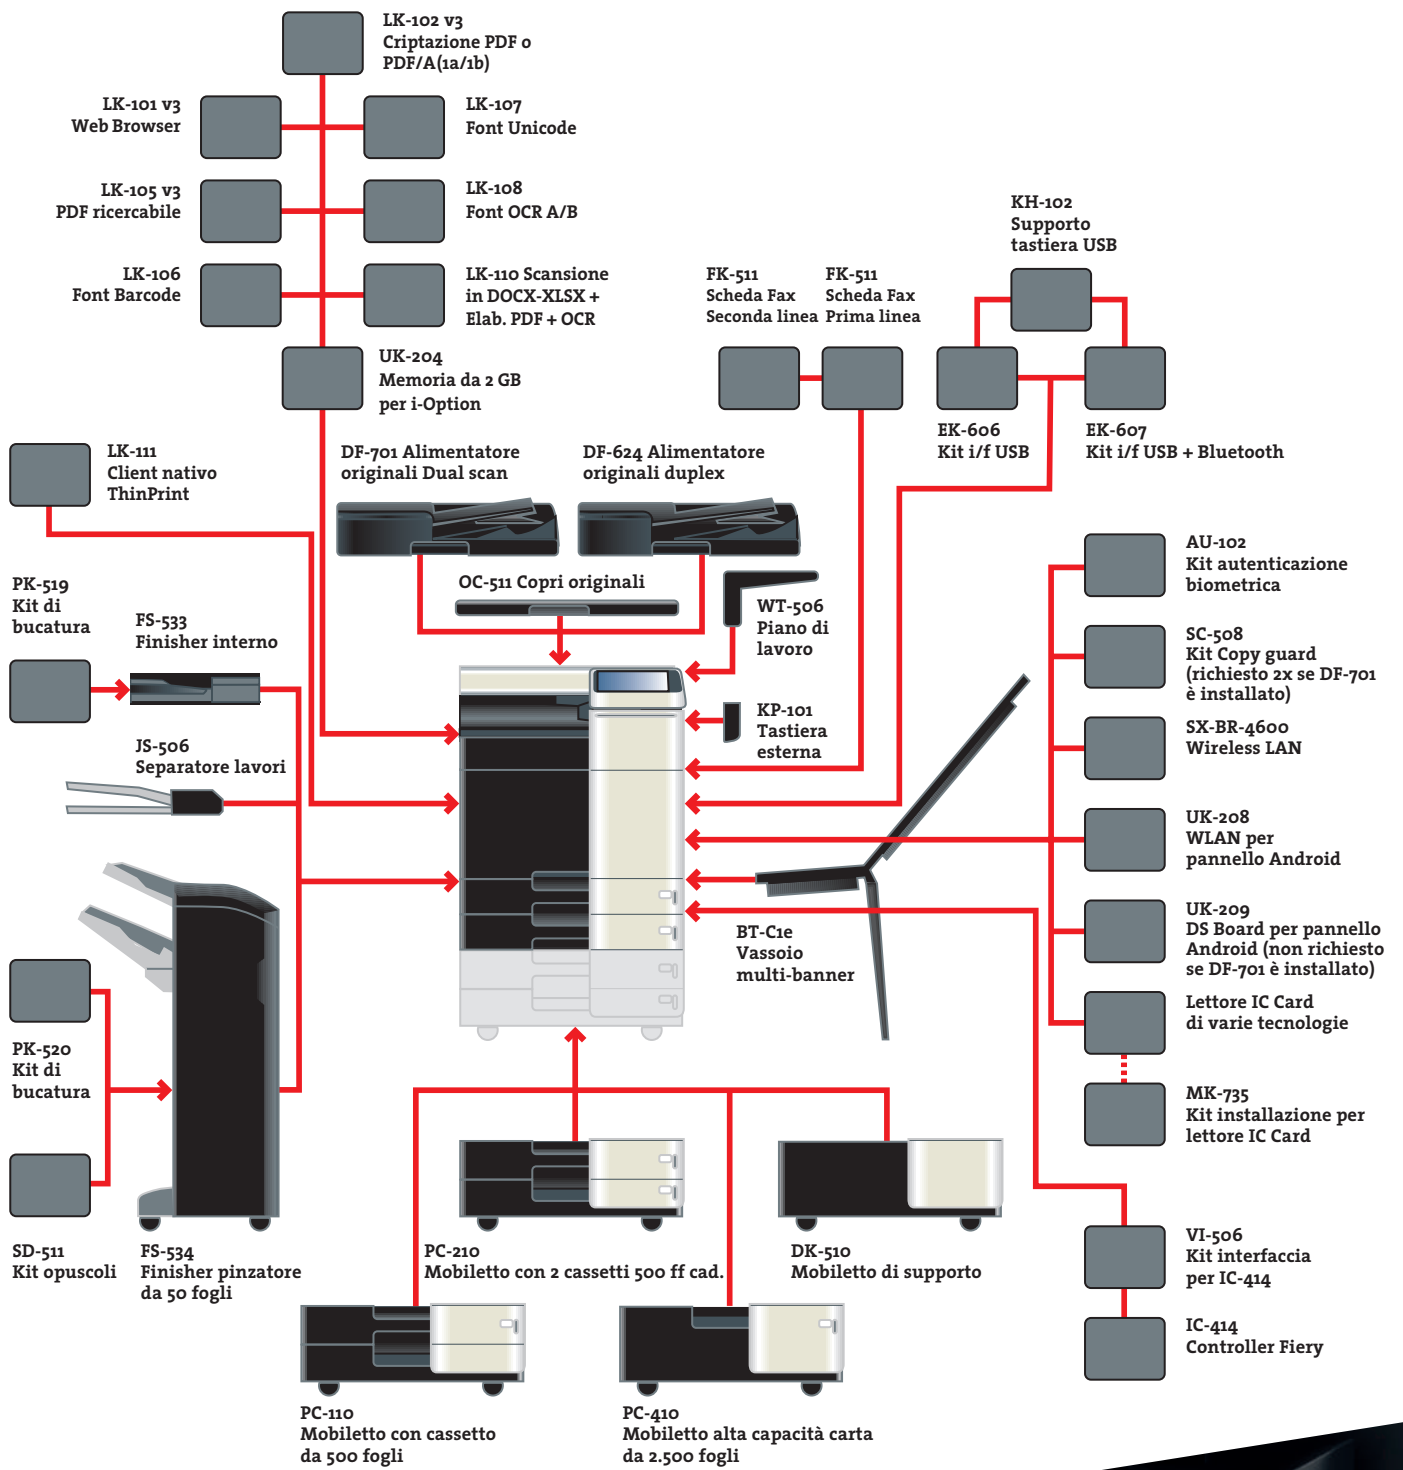 LK-102 v3
Criptazione PDF o
PDF/A(1a/1b)
LK-101 v3
Web Browser
LK-107
Font Unicode
LK-105 v3
PDF ricercabile
LK-108
Font OCR A/B
LK-106
Font Barcode
LK-110 Scansione
in DOCX-XLSX +
Elab. PDF + OCR
UK-204
Memoria da 2 GB
per i-Option
FK-511
Scheda Fax
Seconda linea
FK-511
Scheda Fax
Prima linea
KH-102
Supporto
tastiera USB
EK-606
Kit i/f USB
EK-607
Kit i/f USB + Bluetooth
LK-111
Client nativo
ThinPrint
DF-701 Alimentatore
originali Dual scan
DF-624 Alimentatore
originali duplex
OC-511 Copri originali
WT-506
Piano di
lavoro
KP-101
Tastiera
esterna
PK-519
Kit di
bucatura
FS-533
Finisher interno
JS-506
Separatore lavori
AU-102
Kit autenticazione
biometrica
SC-508
Kit Copy guard
(richiesto 2x se DF-701
è installato)
SX-BR-4600
Wireless LAN
UK-208
WLAN per
pannello Android
UK-209
DS Board per pannello
Android (non richiesto
se DF-701 è installato)
BT-C1e
Vassoio
multi-banner
Lettore IC Card
di varie tecnologie
MK-735
Kit installazione per
lettore IC Card
PK-520
Kit di
bucatura
SD-511
Kit opuscoli
FS-534
Finisher pinzatore
da 50 fogli
PC-210
Mobiletto con 2 cassetti 500 ff cad.
DK-510
Mobiletto di supporto
VI-506
Kit interfaccia
per IC-414
IC-414
Controller Fiery
PC-110
Mobiletto con cassetto
da 500 fogli
PC-410
Mobiletto alta capacità carta
da 2.500 fogli